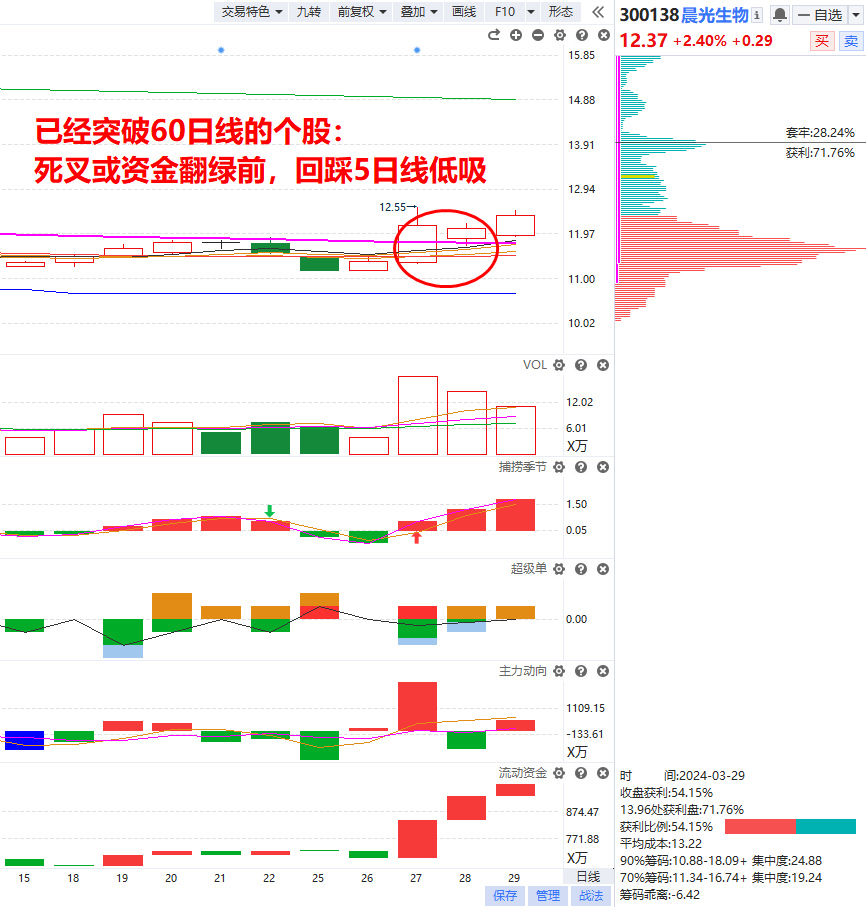 交易特色 九转 前复权 叠加 画线 F10 形态
300138 晨光生物 自选
12.37 +2.40% +0.29 买 卖
15.85
14.88
13.91
12.94
11.97
11.00
10.02
已经突破60日线的个股：
死叉或资金翻绿前，回踩5日线低吸
12.55
套牢:28.24%
获利:71.76%
VOL
12.02
6.01
X万
捕捞季节
1.50
0.05
超级单
0.00
主力动向
1109.15
-133.61
X万
流动资金
874.47
771.88
X万
15 18 19 20 21 22 25 26 27 28 29 日线
保存 管理 战法
时 间:2024-03-29
收盘获利:54.15%
13.96处获利盘:71.76%
获利比例:54.15%
平均成本:13.22
90%筹码:10.88-18.09+ 集中度:24.88
70%筹码:11.34-16.74+ 集中度:19.24
筹码乖离:-6.42